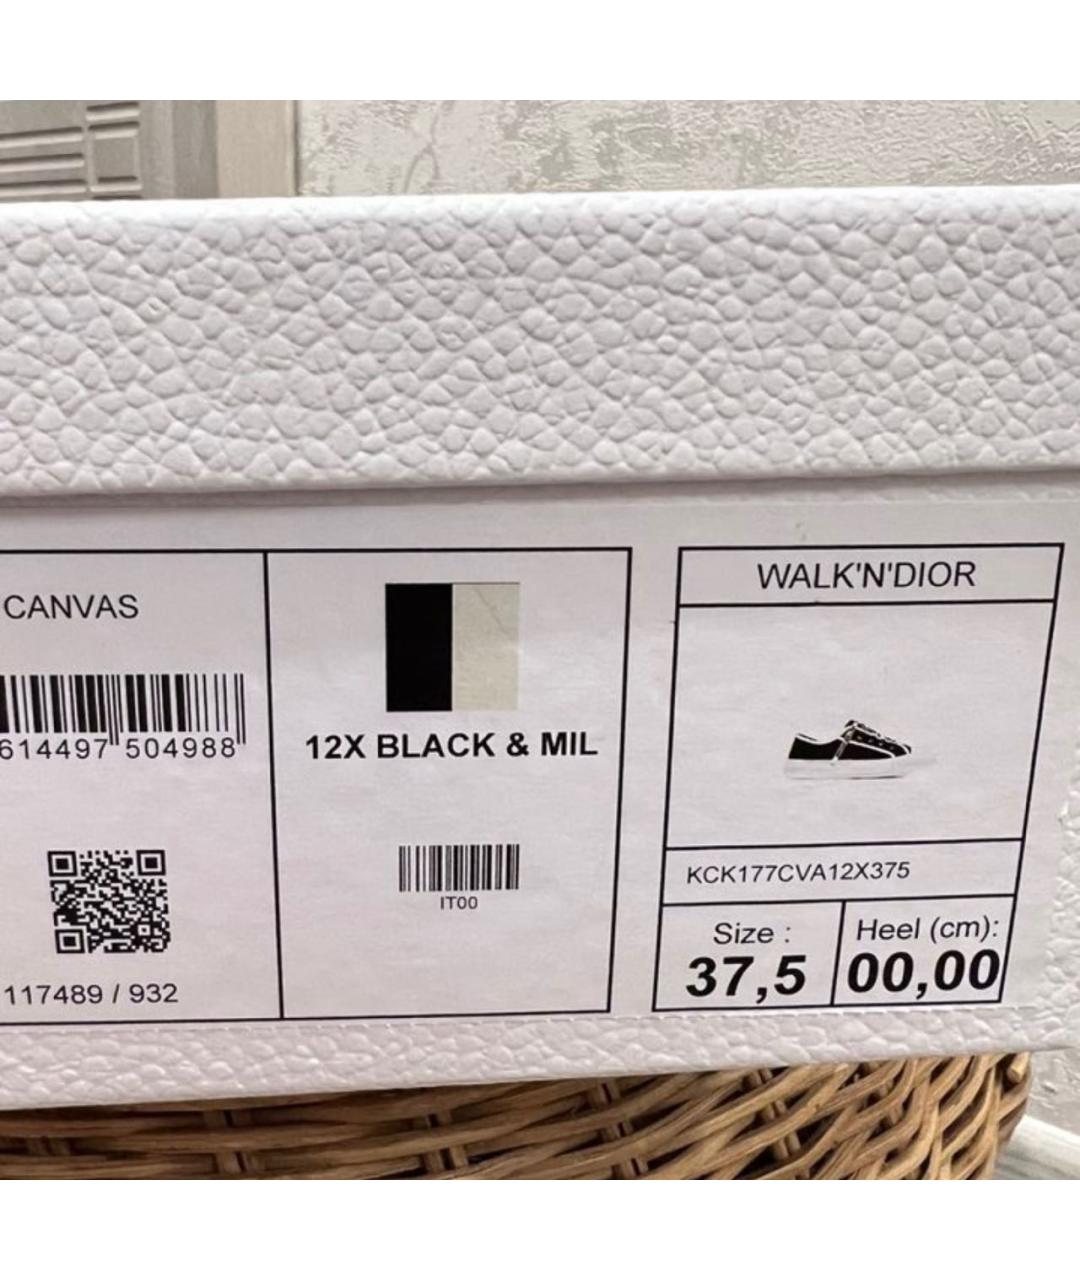 CANVAS
614497 504988
117489 / 932
12X BLACK & MIL
IT00
WALK'N'DIOR
KCK177CVA12X375
Size :
37,5
Heel (cm):
00,00